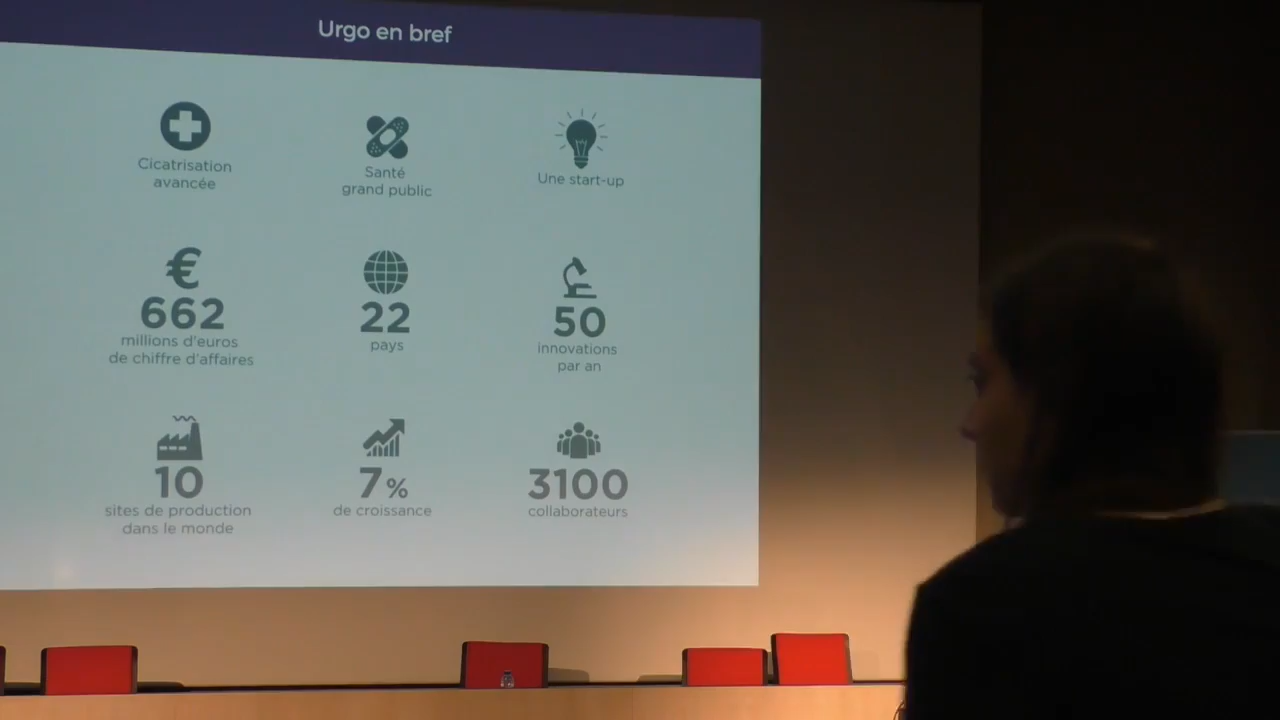 Urgo en bref
Cicatrisation
avancée
Santé
grand public
Une start-up
€
662
millions d'euros
de chiffre d'affaires
22
pays
50
innovations
par an
10
sites de production
dans le monde
7%
de croissance
3100
collaborateurs